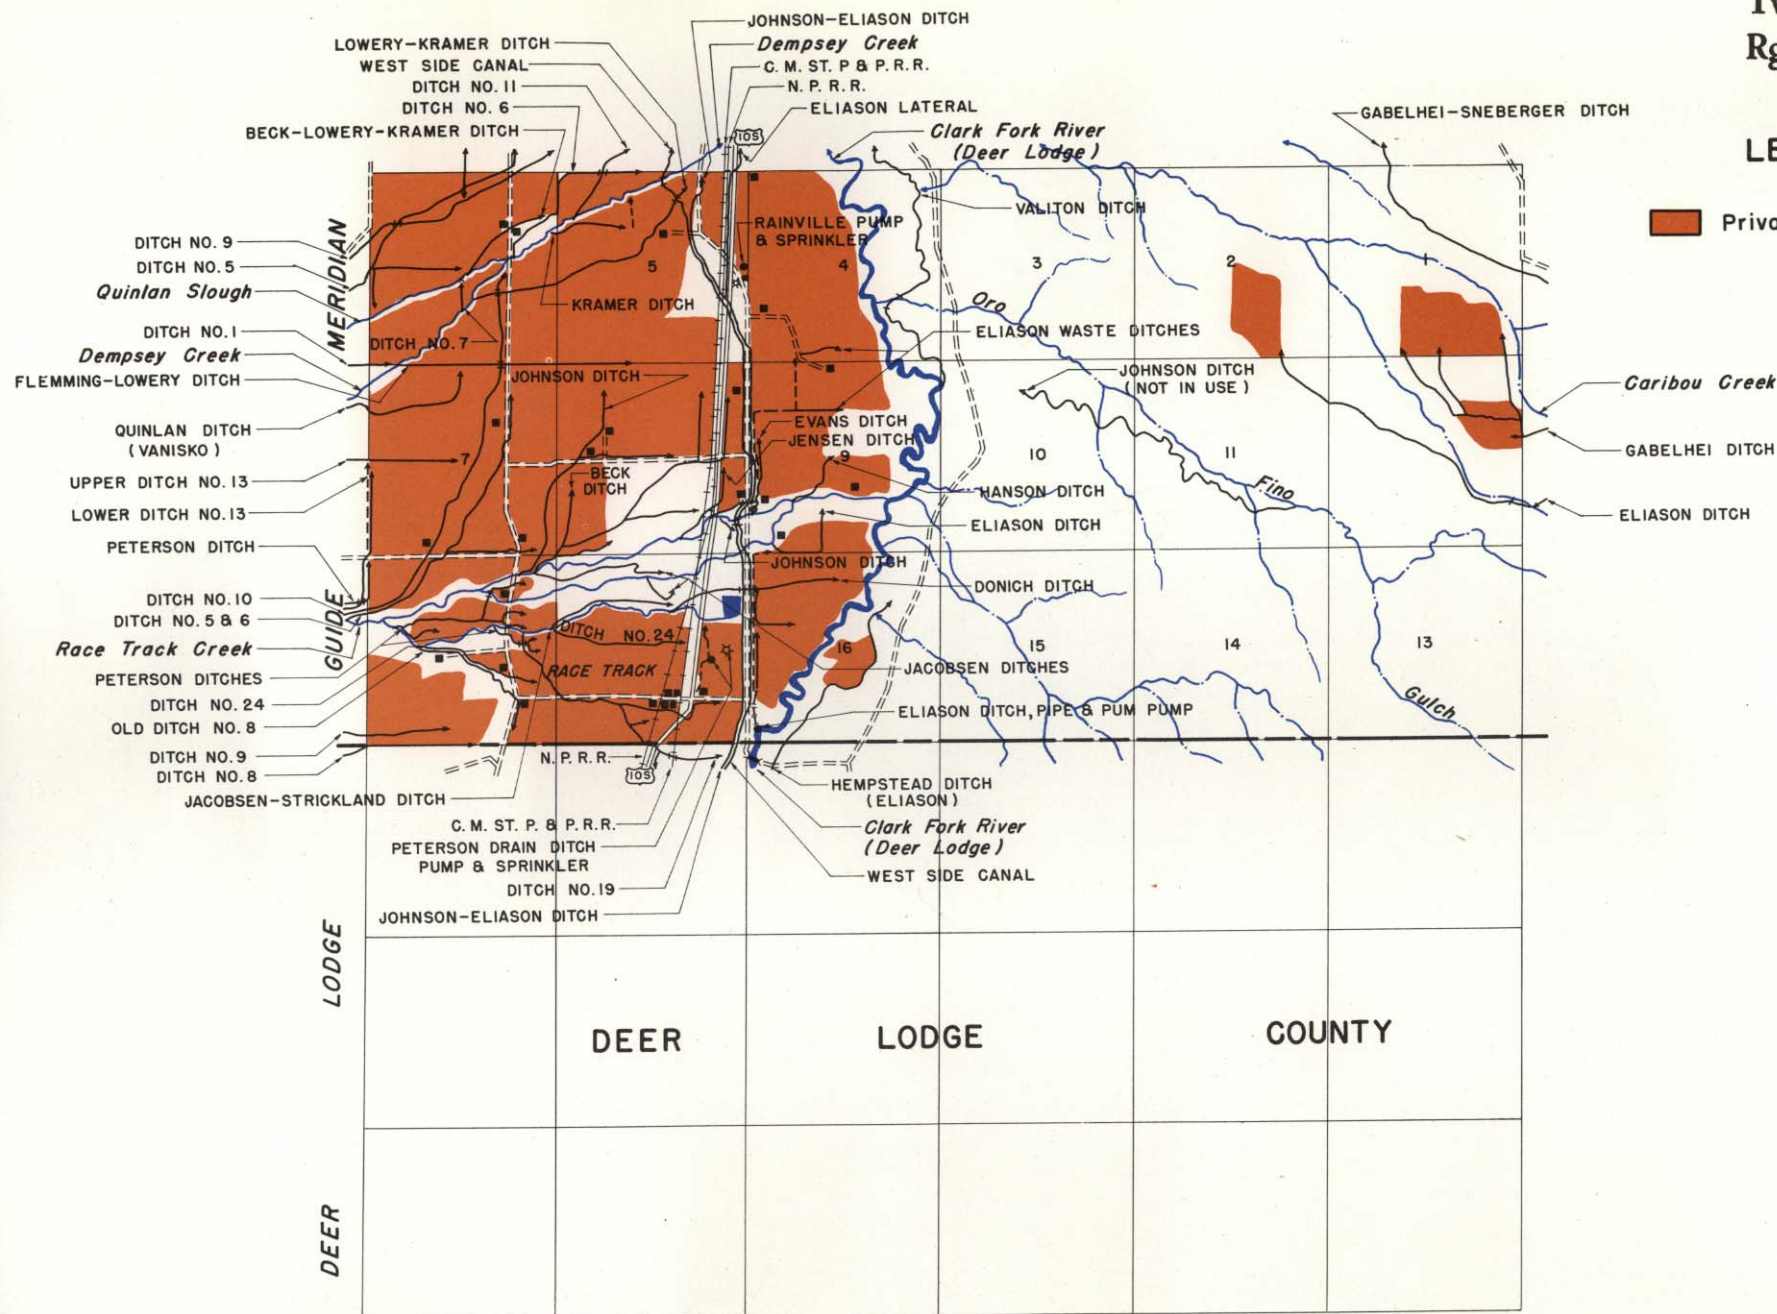 JOHNSON-ELIASON DITCH
LOWERY-KRAMER DITCH
Dempsey Creek
WEST SIDE CANAL
C. M. ST. P & P. R. R.
DITCH NO. 11
N. P. R. R.
DITCH NO. 6
ELIASON LATERAL
BECK-LOWERY-KRAMER DITCH
10S
Clark Fork River
(Deer Lodge)
GABELHEI-SNEBERGER DITCH
Rg
VALITON DITCH
RAINVILLE PUMP
& SPRINKLER
Priva
MERIDIAN
DITCH NO. 9
DITCH NO. 5
Quinlan Slough
5
4
3
2
1
KRAMER DITCH
Oro
DITCH NO. 1
DITCH NO. 7
ELIASON WASTE DITCHES
Dempsey Creek
FLEMMING-LOWERY DITCH
JOHNSON DITCH
JOHNSON DITCH
(NOT IN USE)
Caribou Creek
QUINLAN DITCH
(VANISKO)
EVANS DITCH
JENSEN DITCH
GABELHEI DITCH
7
9
10
11
UPPER DITCH NO. 13
BECK
DITCH
HANSON DITCH
Fino
LOWER DITCH NO. 13
ELIASON DITCH
ELIASON DITCH
PETERSON DITCH
JOHNSON DITCH
DONICH DITCH
DITCH NO. 10
DITCH NO. 5 & 6
GUIDE
DITCH NO. 24
Race Track Creek
16
15
14
13
PETERSON DITCHES
RACE TRACK
JACOBSEN DITCHES
DITCH NO. 24
Gulch
OLD DITCH NO. 8
ELIASON DITCH, PIPE & PUM PUMP
DITCH NO. 9
N. P. R. R.
DITCH NO. 8
10S
HEMPSTEAD DITCH
(ELIASON)
JACOBSEN-STRICKLAND DITCH
C. M. ST. P. & P. R. R.
Clark Fork River
(Deer Lodge)
PETERSON DRAIN DITCH
PUMP & SPRINKLER
WEST SIDE CANAL
DITCH NO. 19
JOHNSON-ELIASON DITCH
LODGE
DEER LODGE COUNTY
DEER